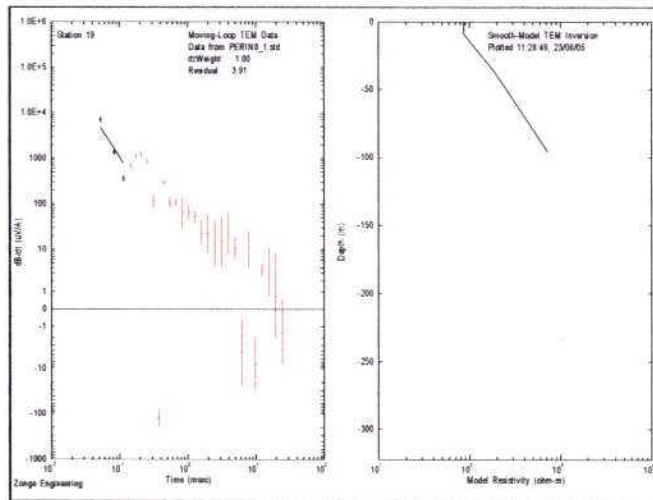 Station 19
Moving-Loop TEM Data
Data from PERIN8_1.std
dzWeight 1.00
Residual 3.91
dB/dt (uV/A)
1.0E+6
1.0E+4
1000
100
10
1
0
-1
-10
-100
-1000
Time (msec)
Zonge Engineering
Smooth-Model TEM Inversion
Plotted 11:28:49, 23/06/05
Depth (m)
0
-50
-100
-150
-200
-250
-300
Model Resistivity (ohm-m)